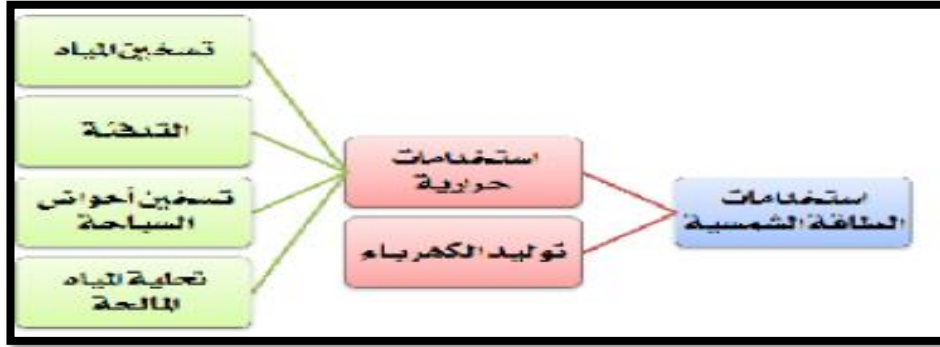 استخدامات
الطاقة الشمسية
استخدامات
حرارية
توليد الكهرباء
تسخين المياه
التدفئة
تسخين أحواض
السباحة
تحلية المياه
المالحة